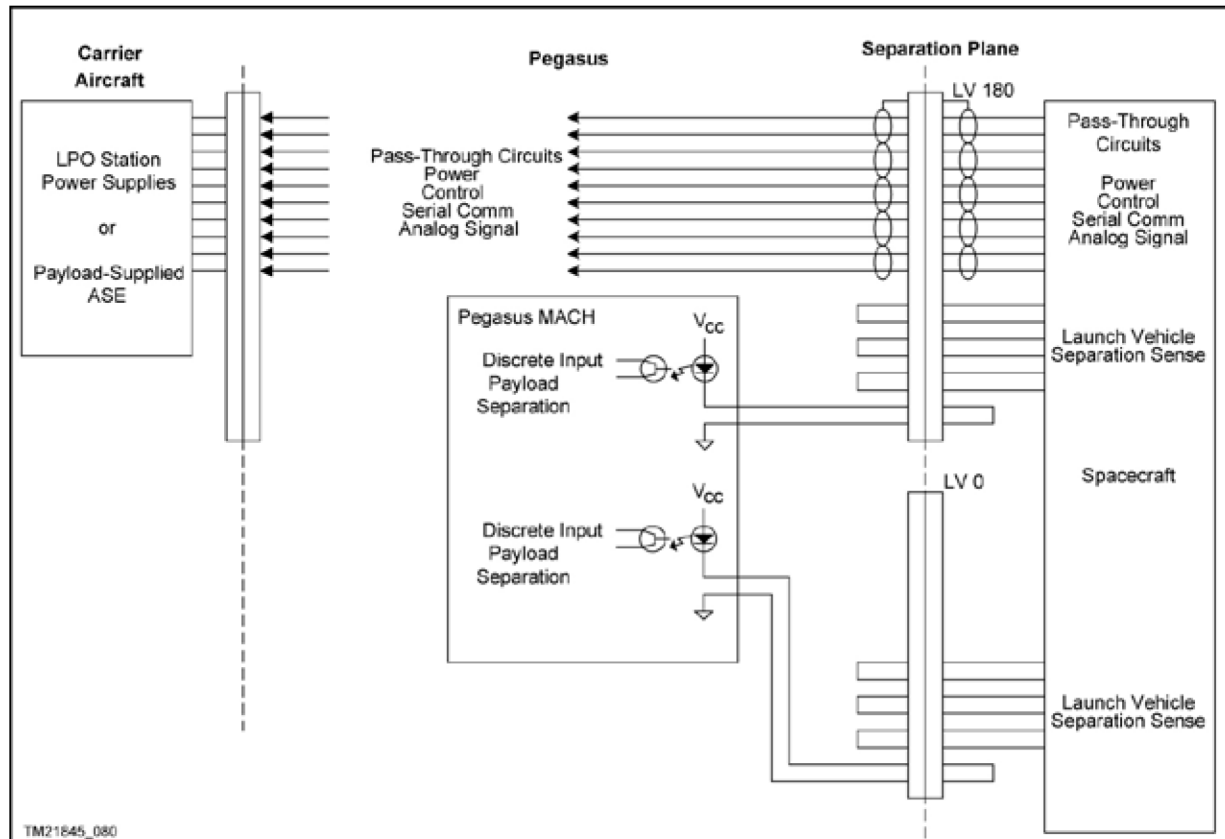 Carrier
Aircraft
Pegasus
Separation Plane
LV 180
LPO Station
Power Supplies
or
Payload-Supplied
ASE
Pass-Through Circuits
Power
Control
Serial Comm
Analog Signal
Pass-Through
Circuits
Power
Control
Serial Comm
Analog Signal
Pegasus MACH
VCC
Discrete Input
Payload
Separation
Launch Vehicle
Separation Sense
LV 0
Spacecraft
VCC
Discrete Input
Payload
Separation
Launch Vehicle
Separation Sense
TM21845_080